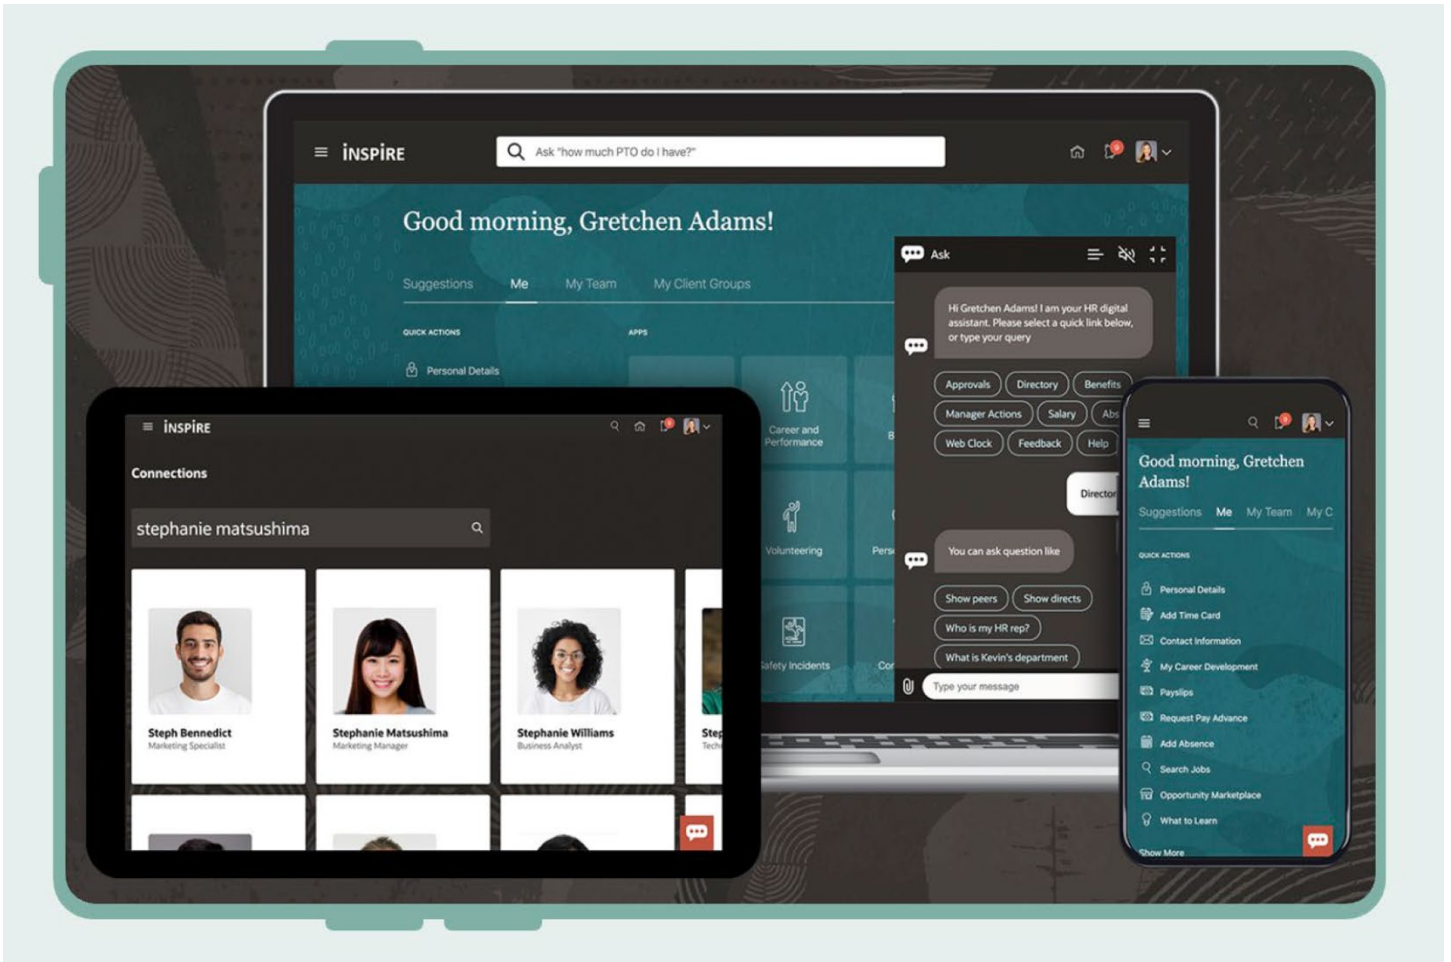 INSPIRE
Ask "how much PTO do I have?"
Good morning, Gretchen Adams!
Suggestions Me My Team My Client Groups
QUICK ACTIONS
APPS
Personal Details
Career and
Performance
Volunteering
Safety Incidents
Ask
Hi Gretchen Adams! I am your HR digital
assistant. Please select a quick link below,
or type your query
Approvals Directory Benefits
Manager Actions Salary Abs
Web Clock Feedback Help
Director
You can ask question like
Show peers Show directs
Who is my HR rep?
What is Kevin's department
Type your message
INSPIRE
Connections
stephanie matsushima
Steph Bennedict
Marketing Specialist
Stephanie Matsushima
Marketing Manager
Stephanie Williams
Business Analyst
Step
Techn
Good morning, Gretchen
Adams!
Suggestions Me My Team My C
QUICK ACTIONS
Personal Details
Add Time Card
Contact Information
My Career Development
Payslips
Request Pay Advance
Add Absence
Search Jobs
Opportunity Marketplace
What to Learn
Show More